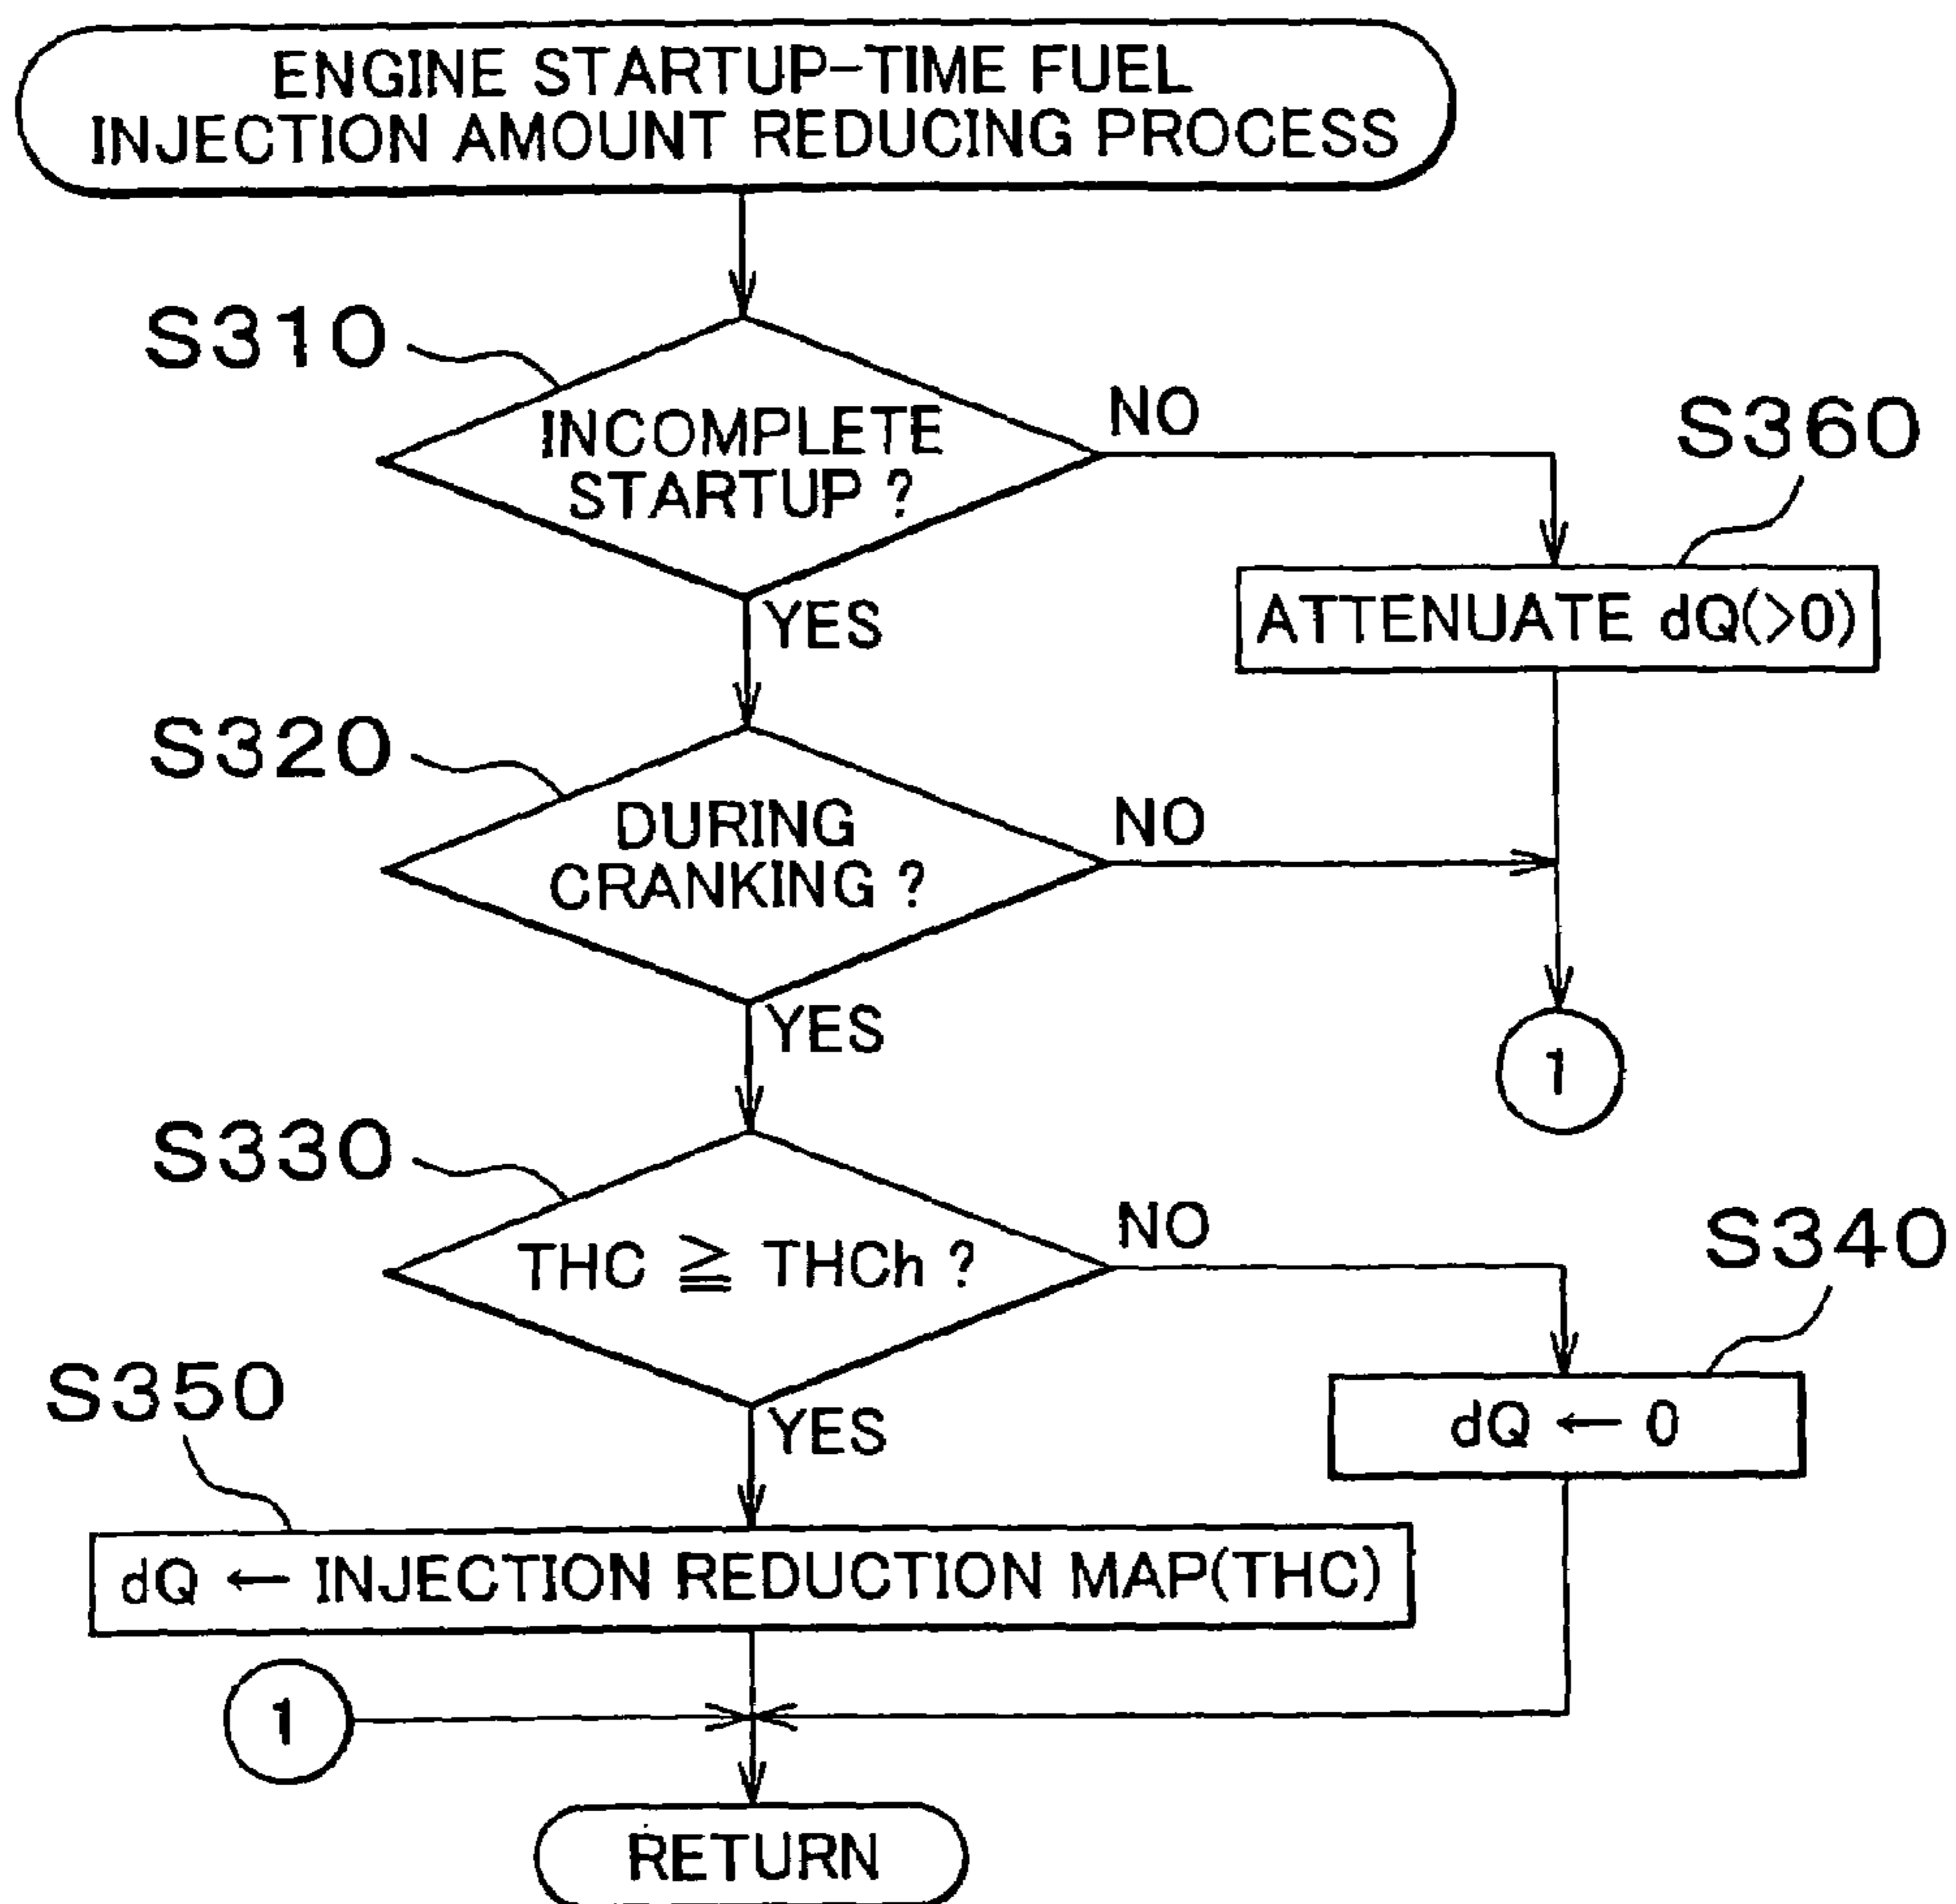 ENGINE STARTUP-TIME FUEL
INJECTION AMOUNT REDUCING PROCESS
S310
INCOMPLETE
STARTUP ?
NO
S360
YES
ATTENUATE dQ(>0)
S320
DURING
CRANKING ?
NO
YES
1
S330
THC ≧ THCh ?
NO
S340
S350
YES
dQ ← 0
dQ ← INJECTION REDUCTION MAP(THC)
1
RETURN